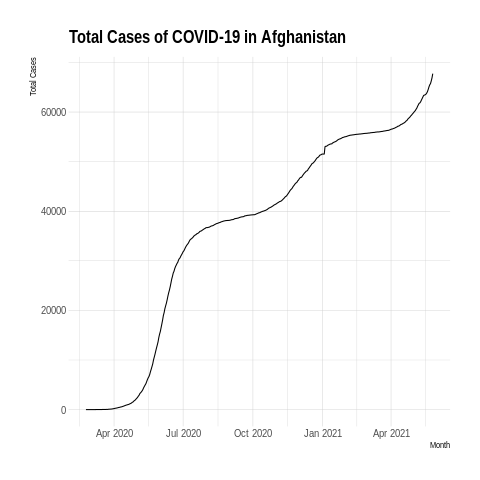 Total Cases of COVID-19 in Afghanistan
Total Cases
60000
40000
20000
0
Apr 2020 Jul 2020 Oct 2020 Jan 2021 Apr 2021
Month